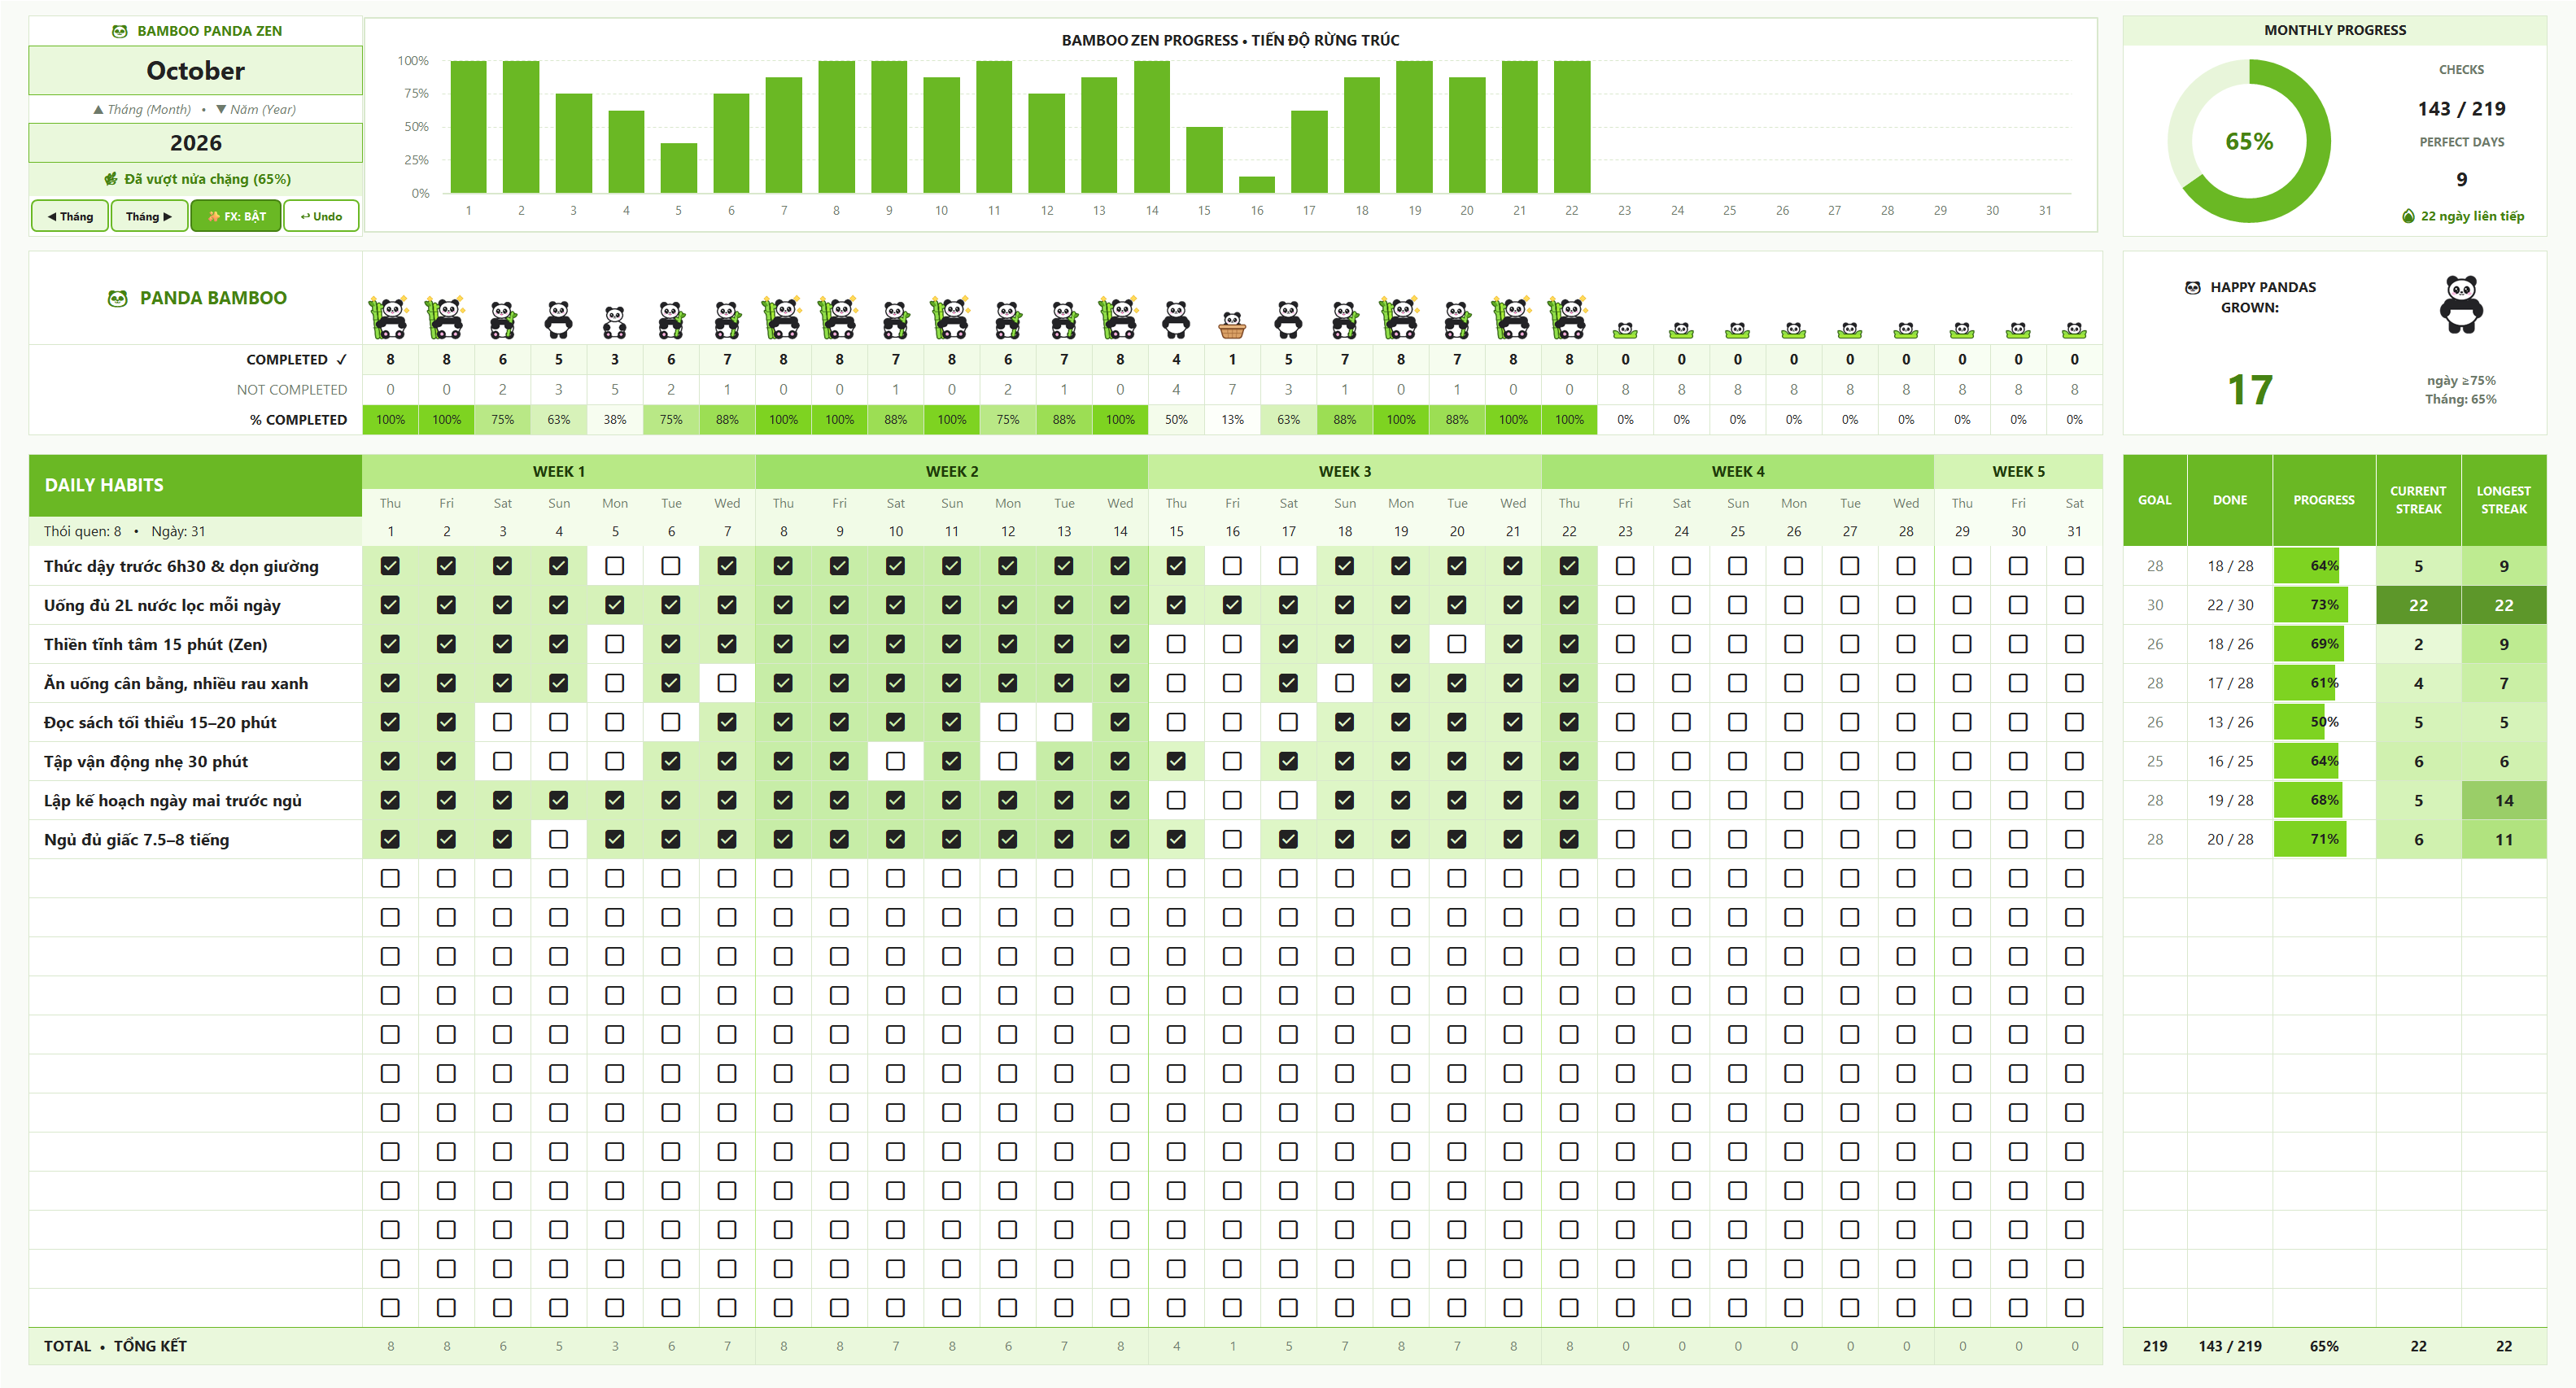 BAMBOO PANDA ZEN
October
▲ Tháng (Month) • ▼ Năm (Year)
2026
Đã vượt nửa chặng (65%)
◀ Tháng Tháng ▶ FX: BẬT ↩ Undo
BAMBOO ZEN PROGRESS • TIẾN ĐỘ RỪNG TRÚC
100%
75%
50%
25%
0%
1 2 3 4 5 6 7 8 9 10 11 12 13 14 15 16 17 18 19 20 21 22 23 24 25 26 27 28 29 30 31
MONTHLY PROGRESS
65%
CHECKS
143 / 219
PERFECT DAYS
9
22 ngày liên tiếp
PANDA BAMBOO
COMPLETED ✓ 8 8 6 5 3 6 7 8 8 7 8 6 7 8 4 1 5 7 8 7 8 8 0 0 0 0 0 0 0 0 0
NOT COMPLETED 0 0 2 3 5 2 1 0 0 1 0 2 1 0 4 7 3 1 0 1 0 0 8 8 8 8 8 8 8 8 8
% COMPLETED 100% 100% 75% 63% 38% 75% 88% 100% 100% 88% 100% 75% 88% 100% 50% 13% 63% 88% 100% 88% 100% 100% 0% 0% 0% 0% 0% 0% 0% 0% 0%
HAPPY PANDAS
GROWN:
17
ngày ≥75%
Tháng: 65%
DAILY HABITS WEEK 1 WEEK 2 WEEK 3 WEEK 4 WEEK 5
Thu Fri Sat Sun Mon Tue Wed Thu Fri Sat Sun Mon Tue Wed Thu Fri Sat Sun Mon Tue Wed Thu Fri Sat Sun Mon Tue Wed Thu Fri Sat
Thói quen: 8 • Ngày: 31 1 2 3 4 5 6 7 8 9 10 11 12 13 14 15 16 17 18 19 20 21 22 23 24 25 26 27 28 29 30 31
GOAL DONE PROGRESS CURRENT STREAK LONGEST STREAK
Thức dậy trước 6h30 & dọn giường 28 18 / 28 64% 5 9
Uống đủ 2L nước lọc mỗi ngày 30 22 / 30 73% 22 22
Thiền tĩnh tâm 15 phút (Zen) 26 18 / 26 69% 2 9
Ăn uống cân bằng, nhiều rau xanh 28 17 / 28 61% 4 7
Đọc sách tối thiểu 15–20 phút 26 13 / 26 50% 5 5
Tập vận động nhẹ 30 phút 25 16 / 25 64% 6 6
Lập kế hoạch ngày mai trước ngủ 28 19 / 28 68% 5 14
Ngủ đủ giấc 7.5–8 tiếng 28 20 / 28 71% 6 11
TOTAL • TỔNG KẾT 8 8 6 5 3 6 7 8 8 7 8 6 7 8 4 1 5 7 8 7 8 8 0 0 0 0 0 0 0 0 0 219 143 / 219 65% 22 22